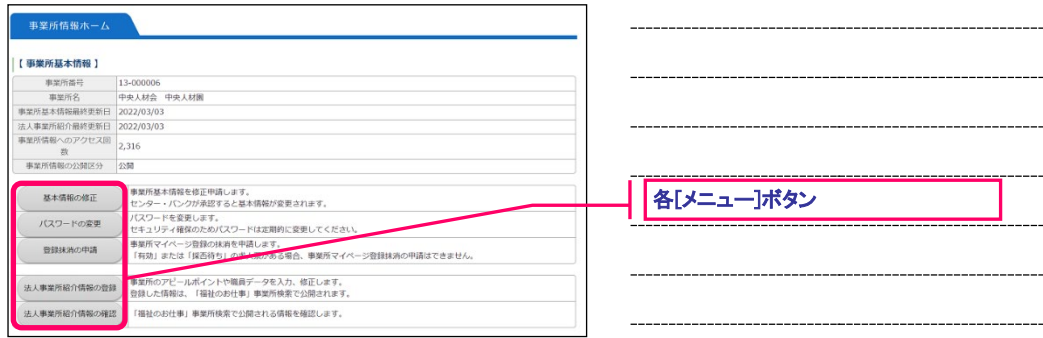 事業所情報ホーム
【 事業所基本情報 】
事業所番号 13-000006
事業所名 中央人材会 中央人材園
事業所基本情報最終更新日 2022/03/03
法人事業所紹介最終更新日 2022/03/03
事業所情報へのアクセス回数 2,316
事業所情報の公開区分 公開
基本情報の修正
事業所基本情報を修正申請します。
センター・バンクが承認すると基本情報が変更されます。
各[メニュー]ボタン
パスワードの変更
パスワードを変更します。
セキュリティ確保のためパスワードは定期的に変更してください。
登録抹消の申請
事業所マイページ登録の抹消を申請します。
「有効」または「採否待ち」の求人票がある場合、事業所マイページ登録抹消の申請はできません。
法人事業所紹介情報の登録
事業所のアピールポイントや職員データを入力、修正します。
登録した情報は、「福祉のお仕事」事業所検索で公開されます。
法人事業所紹介情報の確認
「福祉のお仕事」事業所検索で公開される情報を確認します。